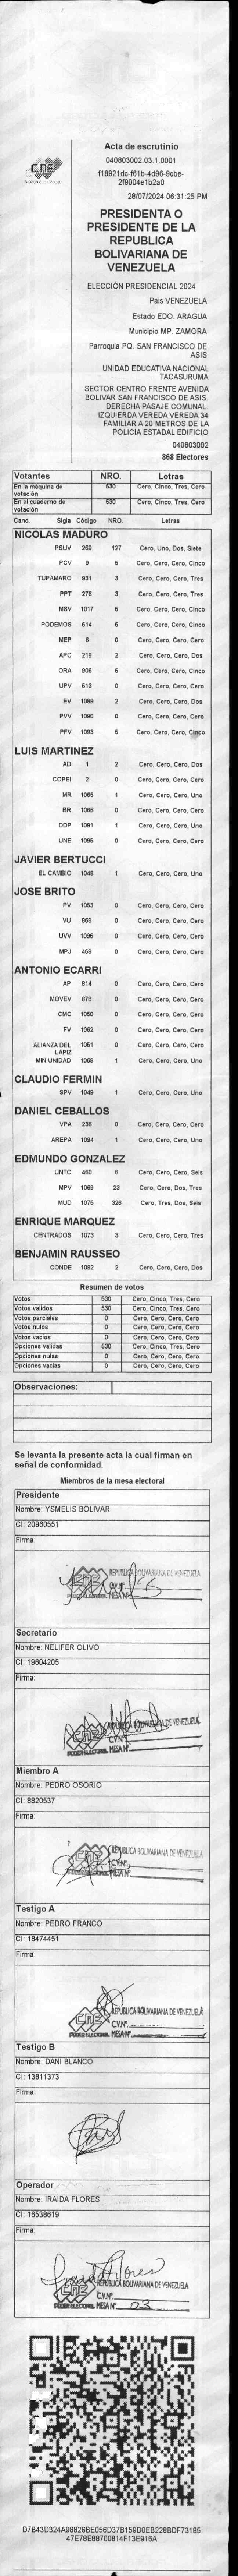 CNE
Acta de escrutinio
040803002.03.1.0001
f18921dc-f61b-4d96-9cbe-
2f9004e1b2a0
28/07/2024 06:31:25 PM
PRESIDENTA O
PRESIDENTE DE LA
REPUBLICA
BOLIVARIANA DE
VENEZUELA
ELECCIÓN PRESIDENCIAL 2024
País VENEZUELA
Estado EDO. ARAGUA
Municipio MP. ZAMORA
Parroquia PQ. SAN FRANCISCO DE
ASIS
UNIDAD EDUCATIVA NACIONAL
TACASURUMA
SECTOR CENTRO FRENTE AVENIDA
BOLIVAR SAN FRANCISCO DE ASIS.
DERECHA PASAJE COMUNAL.
IZQUIERDA VEREDA VEREDA 34
FAMILIAR A 20 METROS DE LA
POLICIA ESTADAL EDIFICIO
040803002
868 Electores
Votantes NRO. Letras
En la máquina de votación 530 Cero, Cinco, Tres, Cero
En el cuaderno de votación 530 Cero, Cinco, Tres, Cero
Cand. Sigla Código NRO. Letras
NICOLAS MADURO
PSUV 269 127 Cero, Uno, Dos, Siete
PCV 9 5 Cero, Cero, Cero, Cinco
TUPAMARO 931 3 Cero, Cero, Cero, Tres
PPT 276 3 Cero, Cero, Cero, Tres
MSV 1017 5 Cero, Cero, Cero, Cinco
PODEMOS 514 5 Cero, Cero, Cero, Cinco
MEP 6 0 Cero, Cero, Cero, Cero
APC 219 2 Cero, Cero, Cero, Dos
ORA 906 5 Cero, Cero, Cero, Cinco
UPV 513 0 Cero, Cero, Cero, Cero
EV 1089 2 Cero, Cero, Cero, Dos
PVV 1090 0 Cero, Cero, Cero, Cero
PFV 1093 5 Cero, Cero, Cero, Cinco
LUIS MARTINEZ
AD 1 2 Cero, Cero, Cero, Dos
COPEI 2 0 Cero, Cero, Cero, Cero
MR 1065 1 Cero, Cero, Cero, Uno
BR 1066 0 Cero, Cero, Cero, Cero
DDP 1091 1 Cero, Cero, Cero, Uno
UNE 1095 0 Cero, Cero, Cero, Cero
JAVIER BERTUCCI
EL CAMBIO 1048 1 Cero, Cero, Cero, Uno
JOSE BRITO
PV 1053 0 Cero, Cero, Cero, Cero
VU 968 0 Cero, Cero, Cero, Cero
UVV 1096 0 Cero, Cero, Cero, Cero
MPJ 458 0 Cero, Cero, Cero, Cero
ANTONIO ECARRI
AP 914 0 Cero, Cero, Cero, Cero
MOVEV 876 0 Cero, Cero, Cero, Cero
CMC 1050 0 Cero, Cero, Cero, Cero
FV 1052 0 Cero, Cero, Cero, Cero
ALIANZA DEL LAPIZ 1051 0 Cero, Cero, Cero, Cero
MIN UNIDAD 1068 1 Cero, Cero, Cero, Uno
CLAUDIO FERMIN
SPV 1049 1 Cero, Cero, Cero, Uno
DANIEL CEBALLOS
VPA 236 0 Cero, Cero, Cero, Cero
AREPA 1094 1 Cero, Cero, Cero, Uno
EDMUNDO GONZALEZ
UNTC 460 6 Cero, Cero, Cero, Seis
MPV 1069 23 Cero, Cero, Dos, Tres
MUD 1075 326 Cero, Tres, Dos, Seis
ENRIQUE MARQUEZ
CENTRADOS 1073 3 Cero, Cero, Cero, Tres
BENJAMIN RAUSSEO
CONDE 1092 2 Cero, Cero, Cero, Dos
Resumen de votos
Votos 530 Cero, Cinco, Tres, Cero
Votos validos 530 Cero, Cinco, Tres, Cero
Votos parciales 0 Cero, Cero, Cero, Cero
Votos nulos 0 Cero, Cero, Cero, Cero
Votos vacios 0 Cero, Cero, Cero, Cero
Opciones validas 530 Cero, Cinco, Tres, Cero
Opciones nulas 0 Cero, Cero, Cero, Cero
Opciones vacias 0 Cero, Cero, Cero, Cero
Observaciones:
Se levanta la presente acta la cual firman en
señal de conformidad.
Miembros de la mesa electoral
Presidente
Nombre: YSMELIS BOLIVAR
CI: 20960551
Firma:
REPUBLICA BOLIVARIANA DE VENEZUELA
Secretario
Nombre: NELIFER OLIVO
CI: 19604205
Firma:
REPUBLICA BOLIVARIANA DE VENEZUELA
CNE C.V.Nº
PODER ELECTORAL MESA Nº
Miembro A
Nombre: PEDRO OSORIO
CI: 8820537
Firma:
REPUBLICA BOLIVARIANA DE VENEZUELA
CNE C.V.Nº
PODER ELECTORAL MESA Nº
Testigo A
Nombre: PEDRO FRANCO
CI: 18474451
Firma:
REPUBLICA BOLIVARIANA DE VENEZUELA
CNE C.V.Nº
PODER ELECTORAL MESA Nº
Testigo B
Nombre: DANI BLANCO
CI: 13811373
Firma:
Operador
Nombre: IRAIDA FLORES
CI: 16538619
Firma:
Iraida Flores
REPUBLICA BOLIVARIANA DE VENEZUELA
CNE C.V.Nº
PODER ELECTORAL MESA Nº 03
D7B43D324A98826BE056D37B159D0EB228BDF73185
47E78E88700814F13E916A